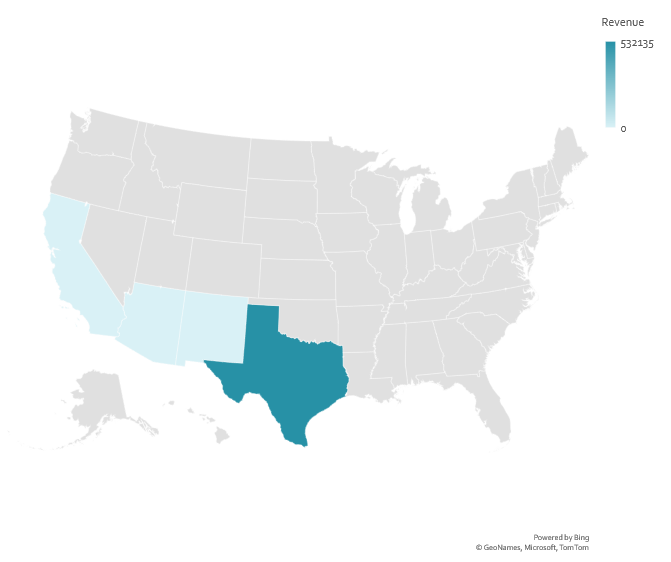 Revenue
532135
0
Powered by Bing
© GeoNames, Microsoft, TomTom